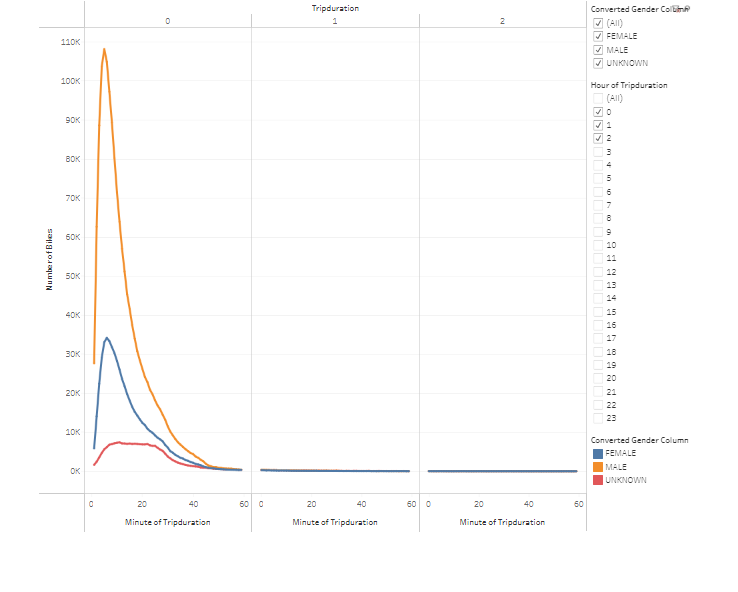 Tripduration
0 1 2
110K
100K
90K
80K
70K
60K
50K
40K
30K
20K
10K
0K
Number of Bikes
0 20 40 60 0 20 40 60 0 20 40 60
Minute of Tripduration Minute of Tripduration Minute of Tripduration
Converted Gender Column
(All)
FEMALE
MALE
UNKNOWN
Hour of Tripduration
(All)
0
1
2
3
4
5
6
7
8
9
10
11
12
13
14
15
16
17
18
19
20
21
22
23
Converted Gender Column
FEMALE
MALE
UNKNOWN